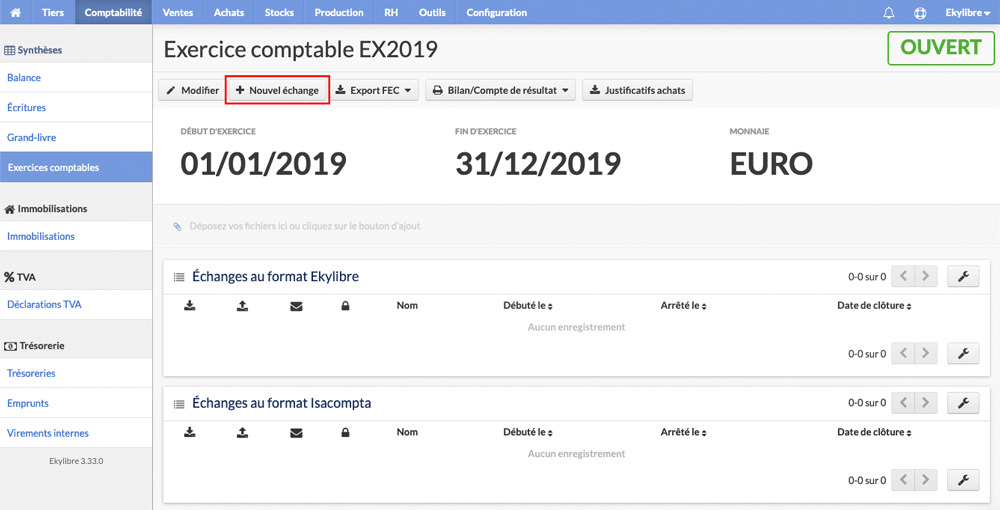 Tiers Comptabilité Ventes Achats Stocks Production RH Outils Configuration Ekylibre
Synthèses
Balance
Écritures
Grand-livre
Exercices comptables
Immobilisations
Immobilisations
TVA
Déclarations TVA
Trésorerie
Trésoreries
Emprunts
Virements internes
Ekylibre 3.33.0
Exercice comptable EX2019
OUVERT
Modifier Nouvel échange Export FEC Bilan/Compte de résultat Justificatifs achats
DÉBUT D'EXERCICE FIN D'EXERCICE MONNAIE
01/01/2019 31/12/2019 EURO
Déposez vos fichiers ici ou cliquez sur le bouton d'ajout
Échanges au format Ekylibre 0-0 sur 0
Nom Débuté le Arrêté le Date de clôture
Aucun enregistrement
0-0 sur 0
Échanges au format Isacompta 0-0 sur 0
Nom Débuté le Arrêté le Date de clôture
Aucun enregistrement
0-0 sur 0